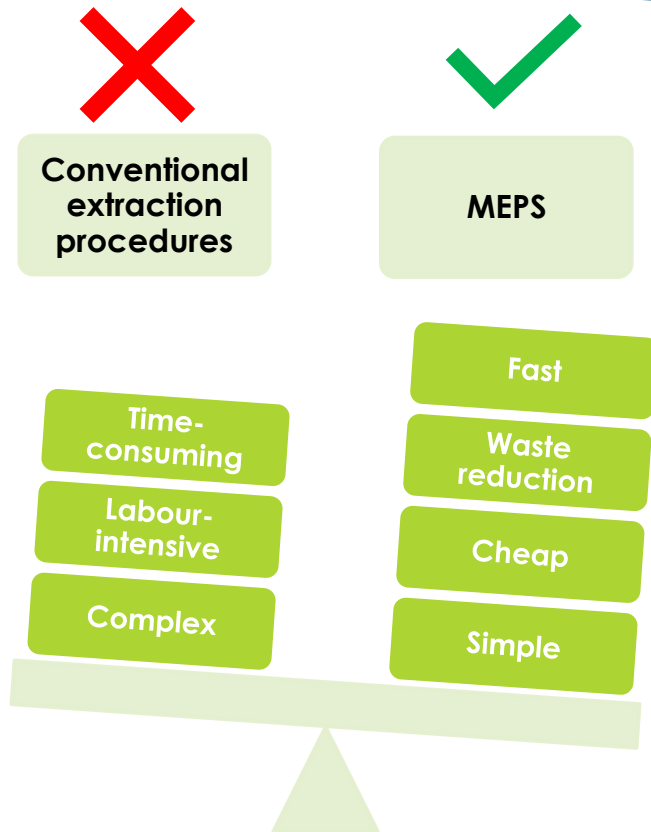 Conventional
extraction
procedures
MEPS
Time-
consuming
Labour-
intensive
Complex
Fast
Waste
reduction
Cheap
Simple